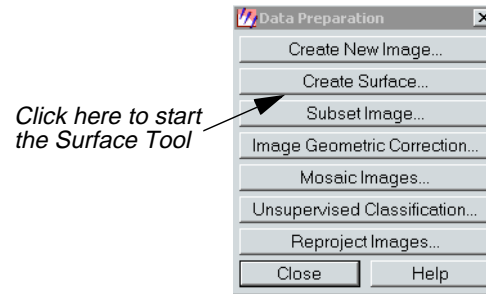 Data Preparation
Create New Image...
Create Surface...
Click here to start
the Surface Tool
Subset Image...
Image Geometric Correction...
Mosaic Images...
Unsupervised Classification...
Reproject Images...
Close Help